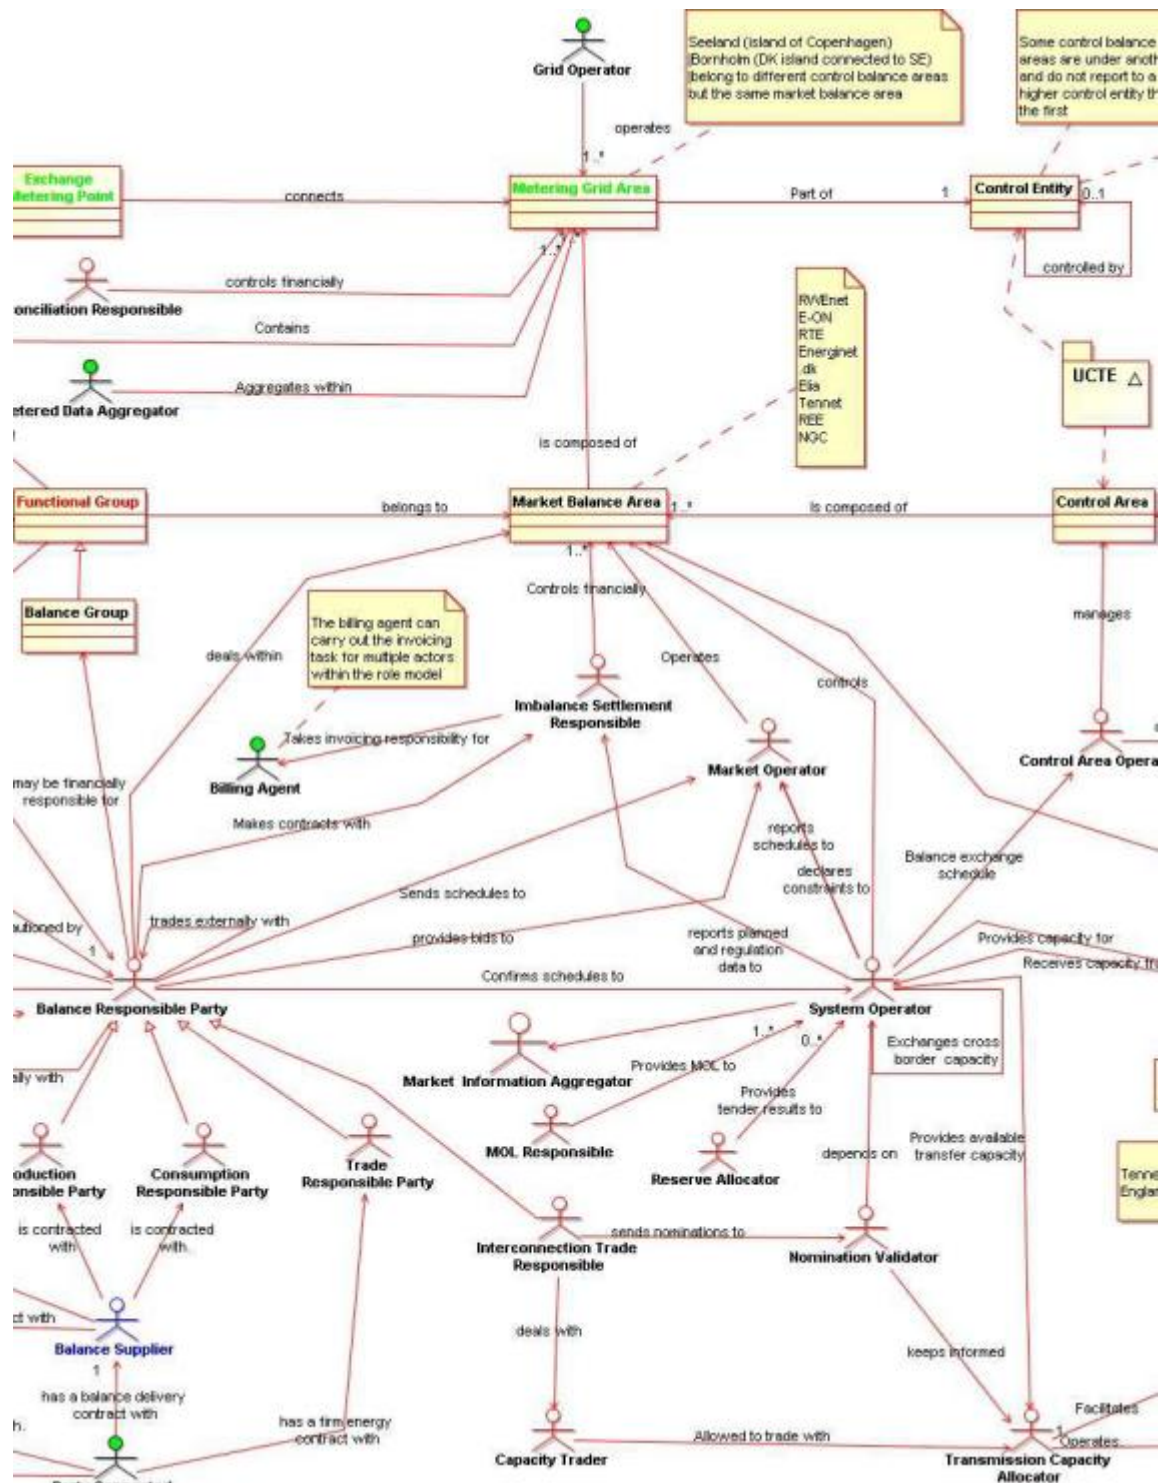 Grid Operator
Seeland (island of Copenhagen)
Bornholm (DK island connected to SE)
belong to different control balance areas
but the same market balance area
Some control balance
areas are under anoth
and do not report to a
higher control entity th
the first
operates
1..*
Exchange
Metering Point
connects
Metering Grid Area
Part of
1
Control Entity
0..1
controlled by
1..*
controls financially
onciliation Responsible
Contains
Aggregates within
etered Data Aggregator
RWEnet
E-ON
RTE
Energinet
.dk
Elia
Tennet
REE
NGC
UCTE
is composed of
Functional Group
belongs to
Market Balance Area
1..*
Is composed of
Control Area
1..*
Controls financially
Balance Group
The billing agent can
carry out the invoicing
task for multiple actors
within the role model
manages
deals within
Operates
controls
Imbalance Settlement
Responsible
Takes invoicing responsibility for
Billing Agent
Market Operator
Control Area Opera
may be financially
responsible for
Makes contracts with
reports
schedules to
declares
constraints to
Balance exchange
schedule
Sends schedules to
autioned by
trades externally with
provides bids to
reports planned
and regulation
data to
Provides capacity for
Receives capacity fr
1
Confirms schedules to
Balance Responsible Party
System Operator
Exchanges cross
border capacity
1..*
0..*
Market Information Aggregator
Provides MOL to
ally with
Provides
tender results to
MOL Responsible
Reserve Allocator
depends on
Provides available
transfer capacity
oduction
onsible Party
Consumption
Responsible Party
Trade
Responsible Party
Tenne
Englan
is contracted
with
is contracted
with.
Interconnection Trade
Responsible
sends nominations to
Nomination Validator
ct with
Balance Supplier
1
deals with
keeps informed
has a balance delivery
contract with
has a firm energy
contract with
h.
Capacity Trader
Allowed to trade with
1
Facilitates
Operates
Transmission Capacity
Allocator